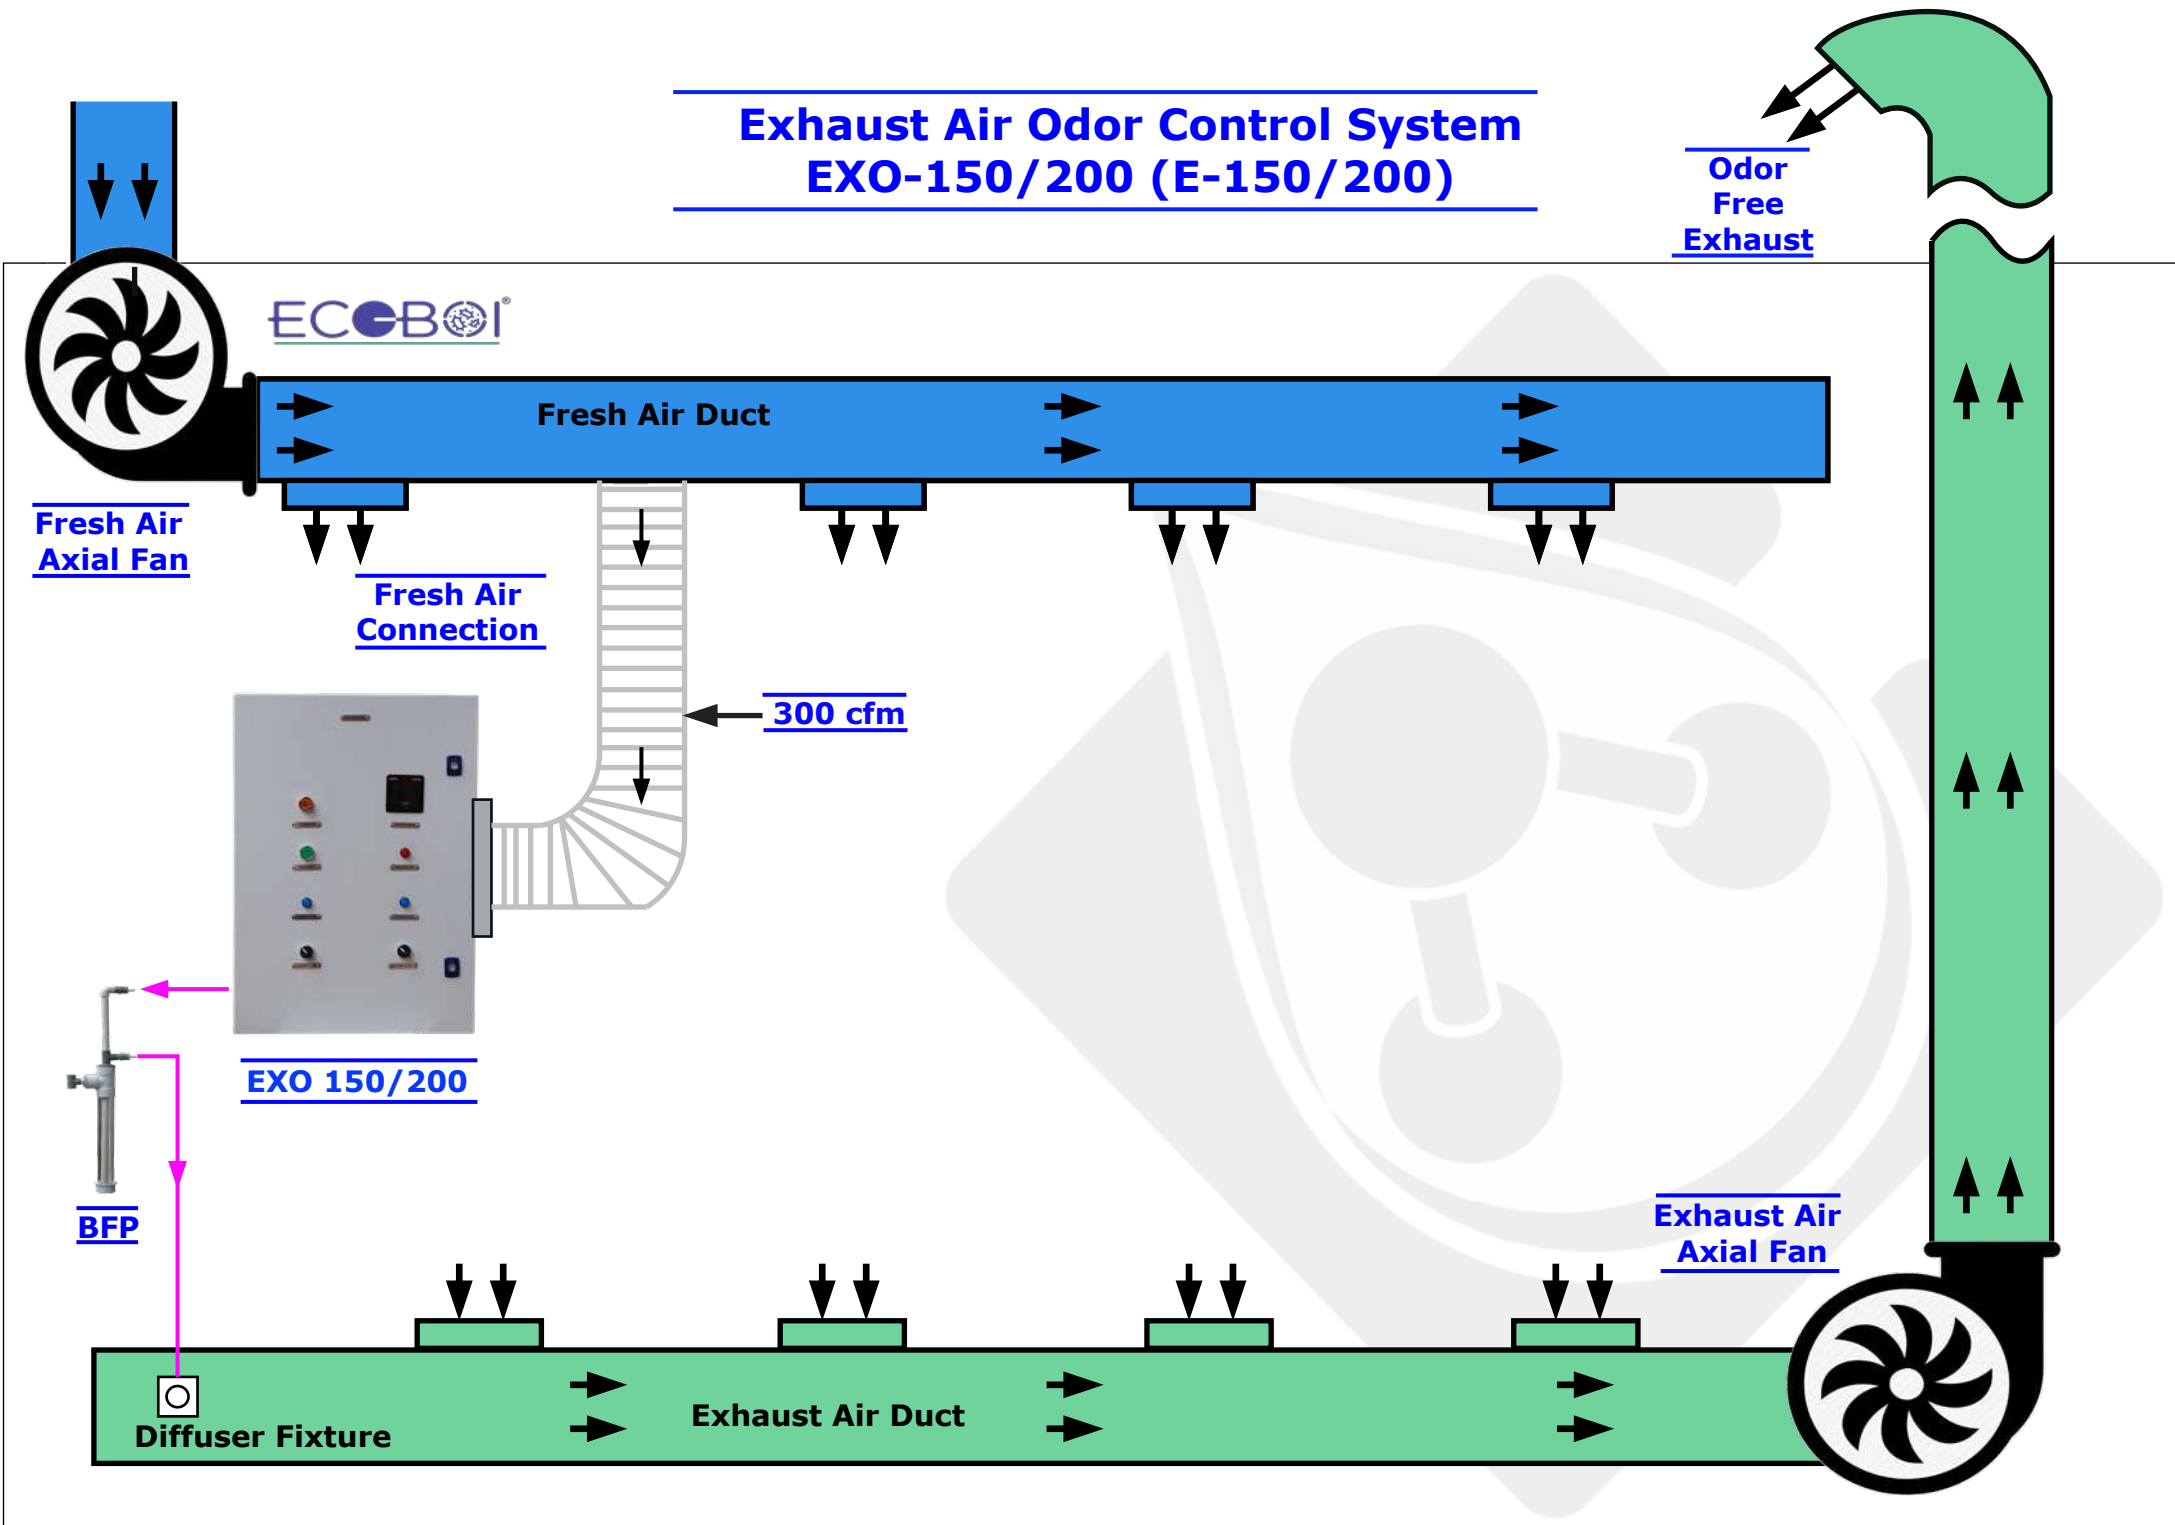 Exhaust Air Odor Control System
EXO-150/200 (E-150/200)
Odor
Free
Exhaust
ECOBOI®
Fresh Air Duct
Fresh Air
Axial Fan
Fresh Air
Connection
300 cfm
EXO 150/200
BFP
Exhaust Air
Axial Fan
Exhaust Air Duct
Diffuser Fixture